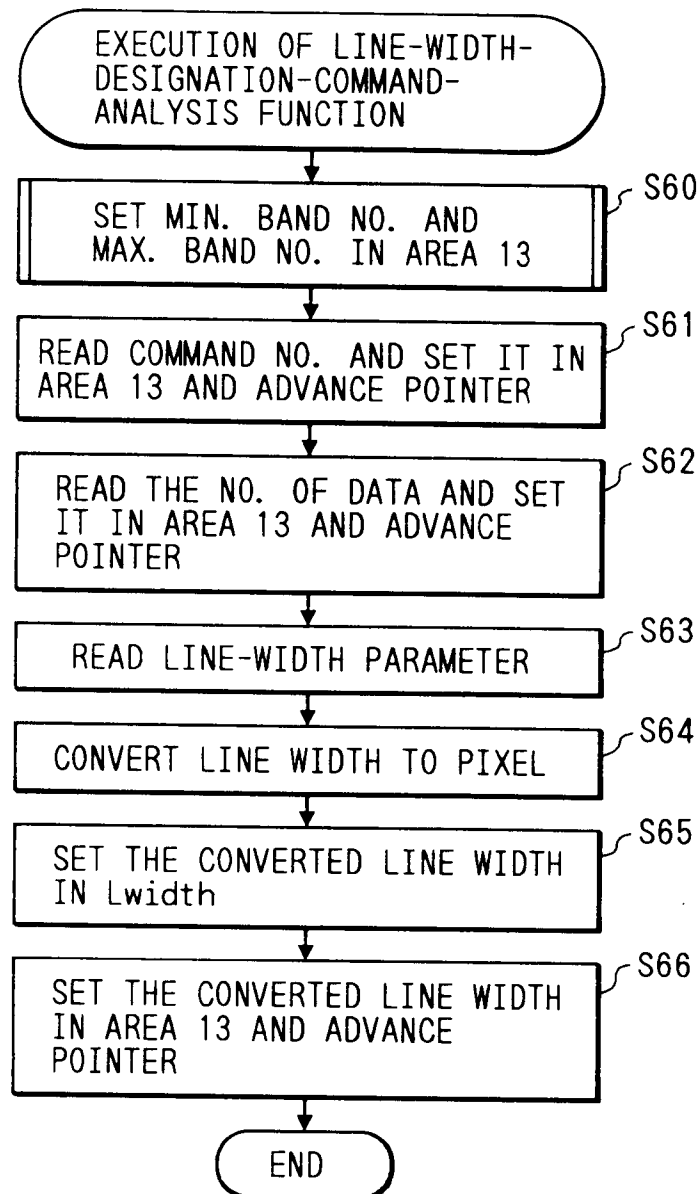 EXECUTION OF LINE-WIDTH-
DESIGNATION-COMMAND-
ANALYSIS FUNCTION
S60
SET MIN. BAND NO. AND
MAX. BAND NO. IN AREA 13
S61
READ COMMAND NO. AND SET IT IN
AREA 13 AND ADVANCE POINTER
S62
READ THE NO. OF DATA AND SET
IT IN AREA 13 AND ADVANCE
POINTER
S63
READ LINE-WIDTH PARAMETER
S64
CONVERT LINE WIDTH TO PIXEL
S65
SET THE CONVERTED LINE WIDTH
IN Lwidth
S66
SET THE CONVERTED LINE WIDTH
IN AREA 13 AND ADVANCE
POINTER
END